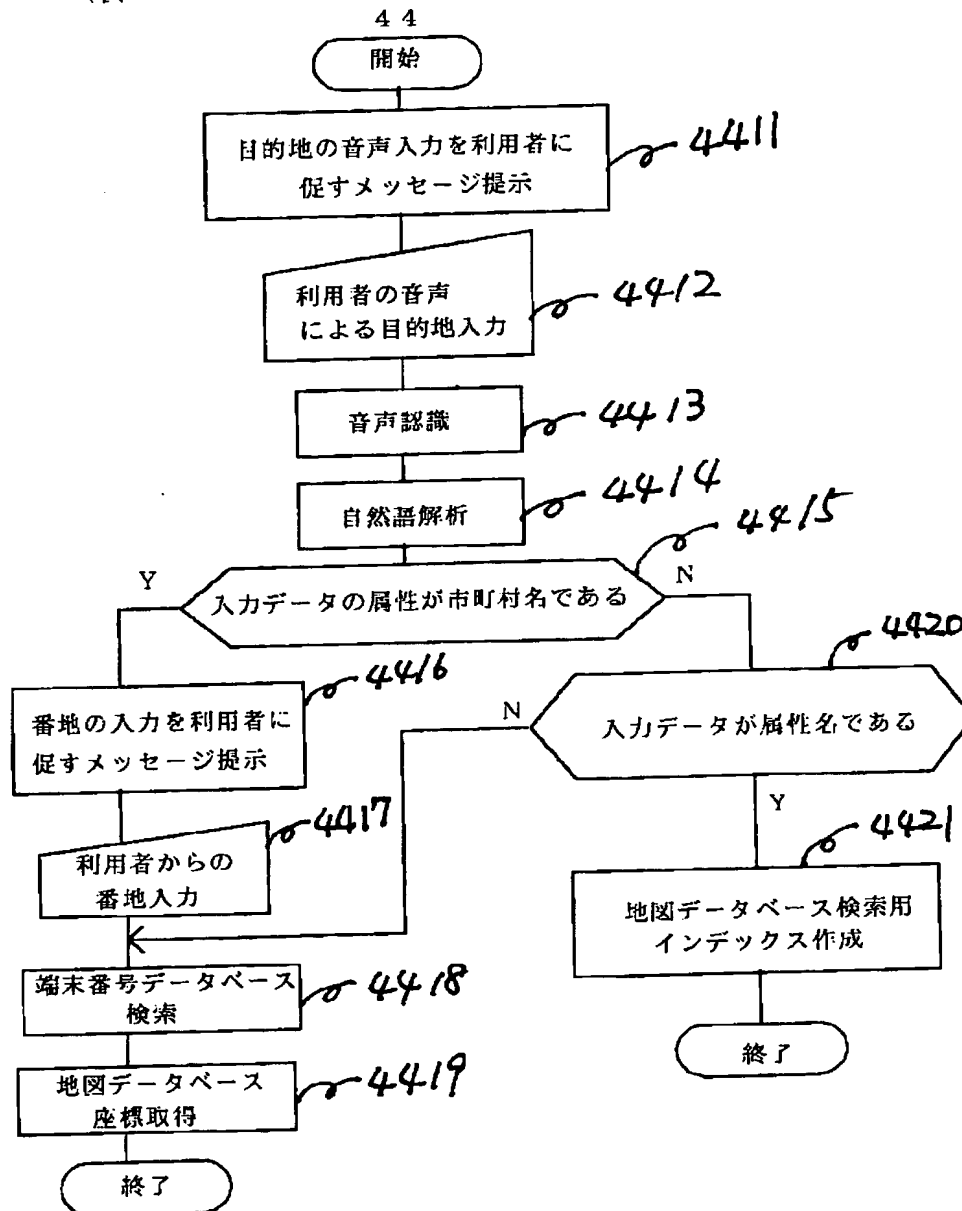 44
開始
目的地の音声入力を利用者に
促すメッセージ提示
4411
利用者の音声
による目的地入力
4412
音声認識
4413
自然語解析
4414
4415
Y
N
入力データの属性が市町村名である
4420
4416
番地の入力を利用者に
促すメッセージ提示
N
入力データが属性名である
Y
4417
利用者からの
番地入力
4421
地図データベース検索用
インデックス作成
端末番号データベース
検索
4418
終了
地図データベース
座標取得
4419
終了